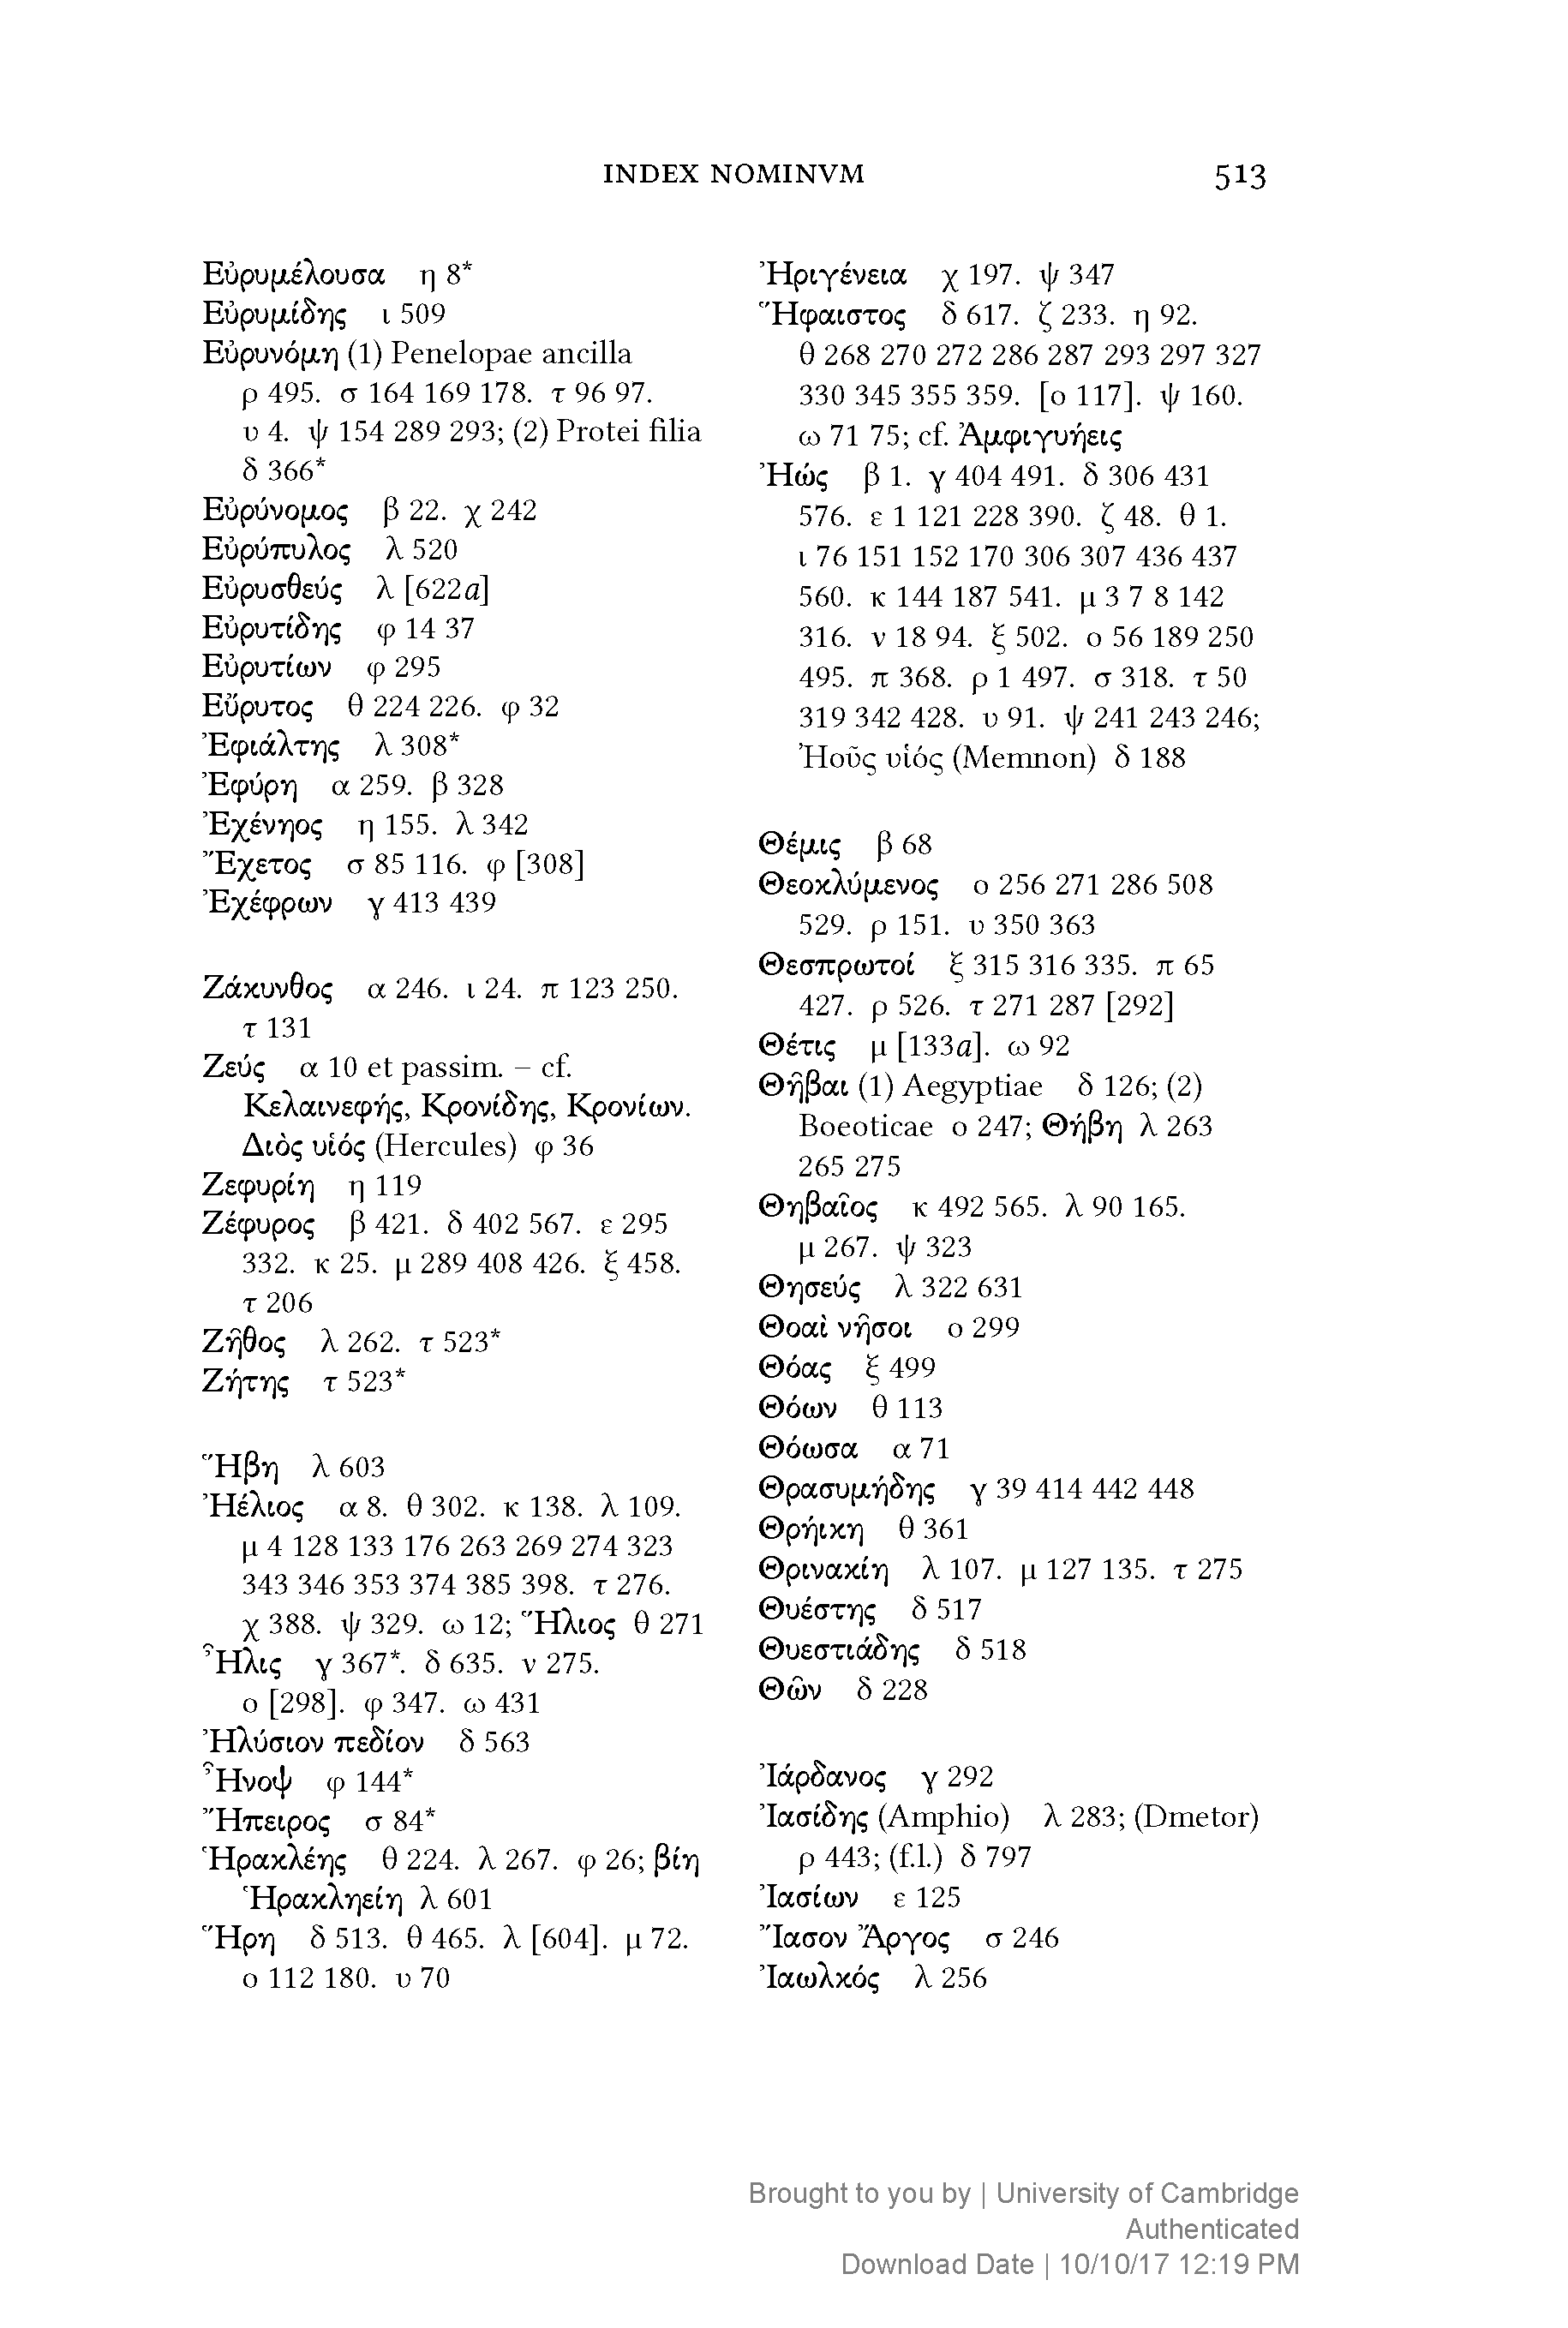 INDEX NOMINVM 513
Εὐρυμέλουσα η 8*
Εὐρυμίδης ι 509
Εὐρυνόμη (1) Penelopae ancilla
ρ 495. σ 164 169 178. τ 96 97.
υ 4. ψ 154 289 293; (2) Protei filia
δ 366*
Εὐρύνομος β 22. χ 242
Εὐρύπυλος λ 520
Εὐρυσθεύς λ [622a]
Εὐρυτίδης φ 14 37
Εὐρυτίων φ 295
Εὔρυτος θ 224 226. φ 32
Ἐφιάλτης λ 308*
Ἐφύρη α 259. β 328
Ἐχένηος η 155. λ 342
Ἔχετος σ 85 116. φ [308]
Ἐχέφρων γ 413 439
Ζάκυνθος α 246. ι 24. π 123 250.
τ 131
Ζεύς α 10 et passim. – cf.
Κελαινεφής, Κρονίδης, Κρονίων.
Διὸς υἱός (Hercules) φ 36
Ζεφυρίη η 119
Ζέφυρος β 421. δ 402 567. ε 295
332. κ 25. μ 289 408 426. ξ 458.
τ 206
Ζῆθος λ 262. τ 523*
Ζήτης τ 523*
Ἥβη λ 603
Ἠέλιος α 8. θ 302. κ 138. λ 109.
μ 4 128 133 176 263 269 274 323
343 346 353 374 385 398. τ 276.
χ 388. ψ 329. ω 12; Ἥλιος θ 271
Ἦλις γ 367*. δ 635. ν 275.
ο [298]. φ 347. ω 431
Ἠλύσιον πεδίον δ 563
Ἦνοψ φ 144*
Ἤπειρος σ 84*
Ἡρακλέης θ 224. λ 267. φ 26; βίη
Ἡρακληείη λ 601
Ἥρη δ 513. θ 465. λ [604]. μ 72.
ο 112 180. υ 70
Ἠριγένεια χ 197. ψ 347
Ἥφαιστος δ 617. ζ 233. η 92.
θ 268 270 272 286 287 293 297 327
330 345 355 359. [ο 117]. ψ 160.
ω 71 75; cf. Ἀμφιγυήεις
Ἠώς β 1. γ 404 491. δ 306 431
576. ε 1 121 228 390. ζ 48. θ 1.
ι 76 151 152 170 306 307 436 437
560. κ 144 187 541. μ 3 7 8 142
316. ν 18 94. ξ 502. ο 56 189 250
495. π 368. ρ 1 497. σ 318. τ 50
319 342 428. υ 91. ψ 241 243 246;
Ἠοῦς υἱός (Memnon) δ 188
Θέμις β 68
Θεοκλύμενος ο 256 271 286 508
529. ρ 151. υ 350 363
Θεσπρωτοί ξ 315 316 335. π 65
427. ρ 526. τ 271 287 [292]
Θέτις μ [133a]. ω 92
Θῆβαι (1) Aegyptiae δ 126; (2)
Boeoticae ο 247; Θήβη λ 263
265 275
Θηβαῖος κ 492 565. λ 90 165.
μ 267. ψ 323
Θησεύς λ 322 631
Θοαὶ νῆσοι ο 299
Θόας ξ 499
Θόων θ 113
Θόωσα α 71
Θρασυμήδης γ 39 414 442 448
Θρήικη θ 361
Θρινακίη λ 107. μ 127 135. τ 275
Θυέστης δ 517
Θυεστιάδης δ 518
Θῶν δ 228
Ἰάρδανος γ 292
Ἰασίδης (Amphio) λ 283; (Dmetor)
ρ 443; (f.l.) δ 797
Ἰασίων ε 125
Ἴασον Ἄργος σ 246
Ἰαωλκός λ 256
Brought to you by | University of Cambridge
Authenticated
Download Date | 10/10/17 12:19 PM